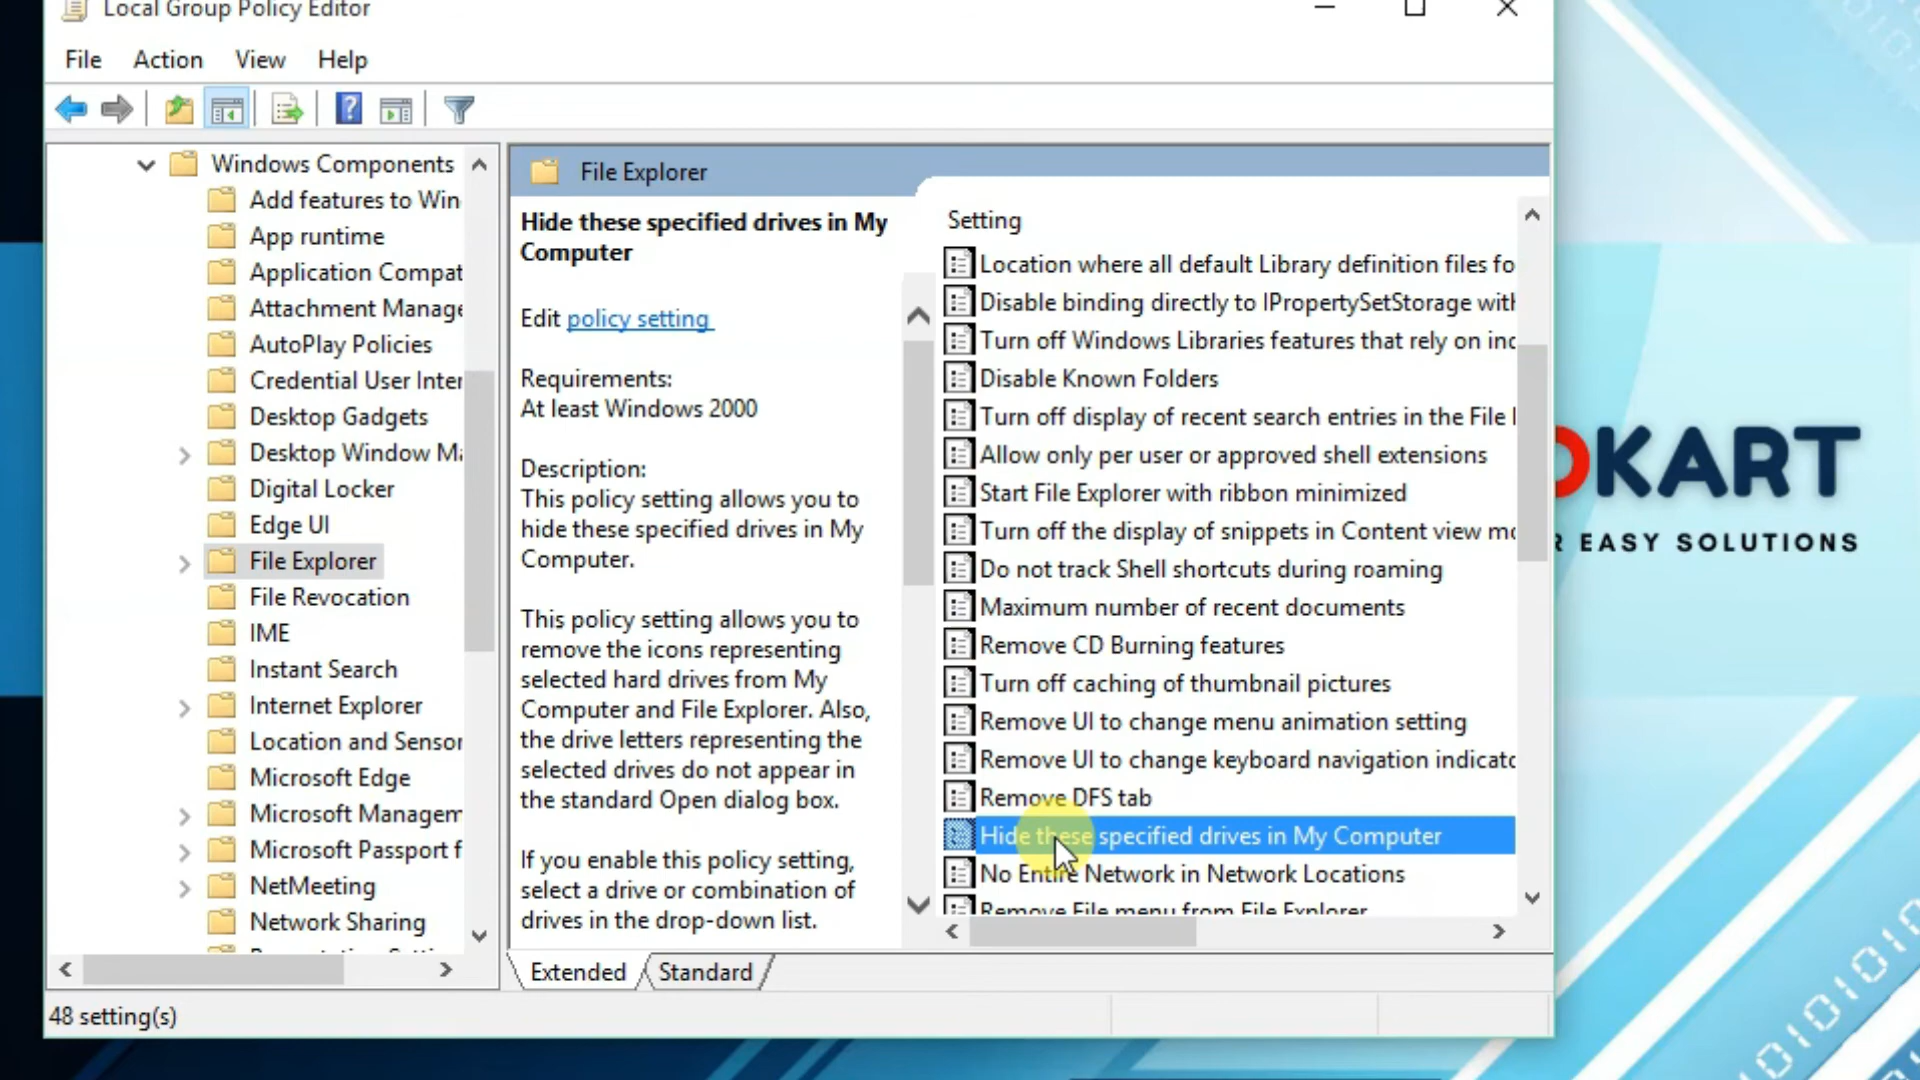 Local Group Policy Editor
File Action View Help
Windows Components
Add features to Win
App runtime
Application Compat
Attachment Manage
AutoPlay Policies
Credential User Inter
Desktop Gadgets
Desktop Window Ma
Digital Locker
Edge UI
File Explorer
File Revocation
IME
Instant Search
Internet Explorer
Location and Sensor
Microsoft Edge
Microsoft Managem
Microsoft Passport f
NetMeeting
Network Sharing
File Explorer
Hide these specified drives in My
Computer
Edit policy setting
Requirements:
At least Windows 2000
Description:
This policy setting allows you to
hide these specified drives in My
Computer.
This policy setting allows you to
remove the icons representing
selected hard drives from My
Computer and File Explorer. Also,
the drive letters representing the
selected drives do not appear in
the standard Open dialog box.
If you enable this policy setting,
select a drive or combination of
drives in the drop-down list.
Setting
Location where all default Library definition files fo
Disable binding directly to IPropertySetStorage with
Turn off Windows Libraries features that rely on inc
Disable Known Folders
Turn off display of recent search entries in the File
Allow only per user or approved shell extensions
Start File Explorer with ribbon minimized
Turn off the display of snippets in Content view mo
Do not track Shell shortcuts during roaming
Maximum number of recent documents
Remove CD Burning features
Turn off caching of thumbnail pictures
Remove UI to change menu animation setting
Remove UI to change keyboard navigation indicato
Remove DFS tab
Hide these specified drives in My Computer
No Entire Network in Network Locations
Remove File menu from File Explorer
Extended Standard
48 setting(s)
OKART
R EASY SOLUTIONS